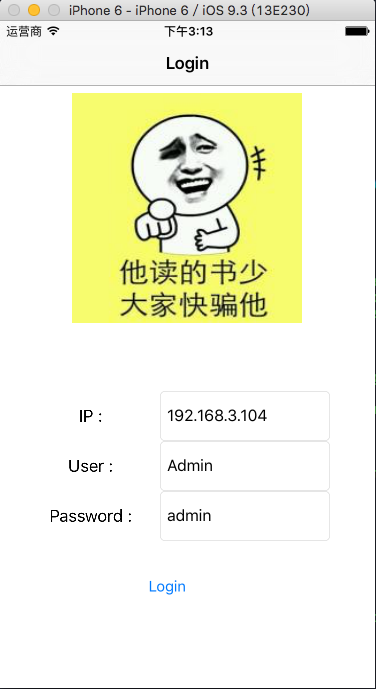 iPhone 6 - iPhone 6 / iOS 9.3 (13E230)
运营商 下午3:13
Login
他读的书少
大家快骗他
IP : 192.168.3.104
User : Admin
Password : admin
Login